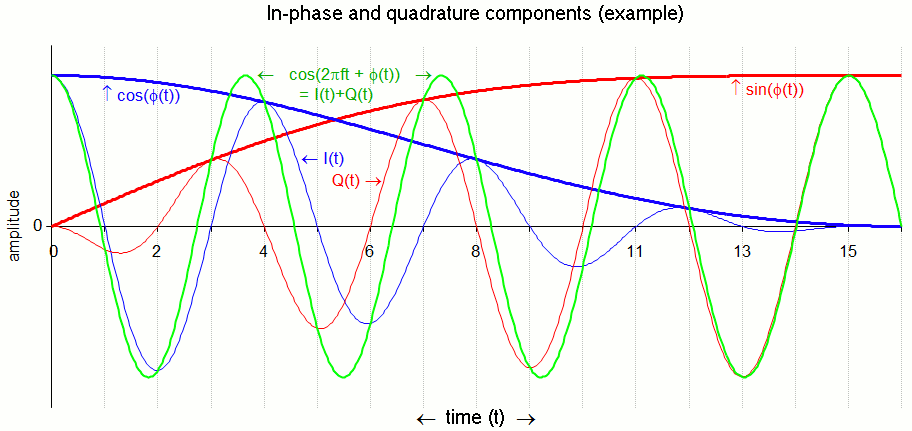 In-phase and quadrature components (example)
← cos(2πft + ϕ(t)) →
= I(t)+Q(t)
↑ cos(ϕ(t))
↑ sin(ϕ(t))
← I(t)
Q(t) →
amplitude
0
0 2 4 6 8 9 11 13 15
← time (t) →